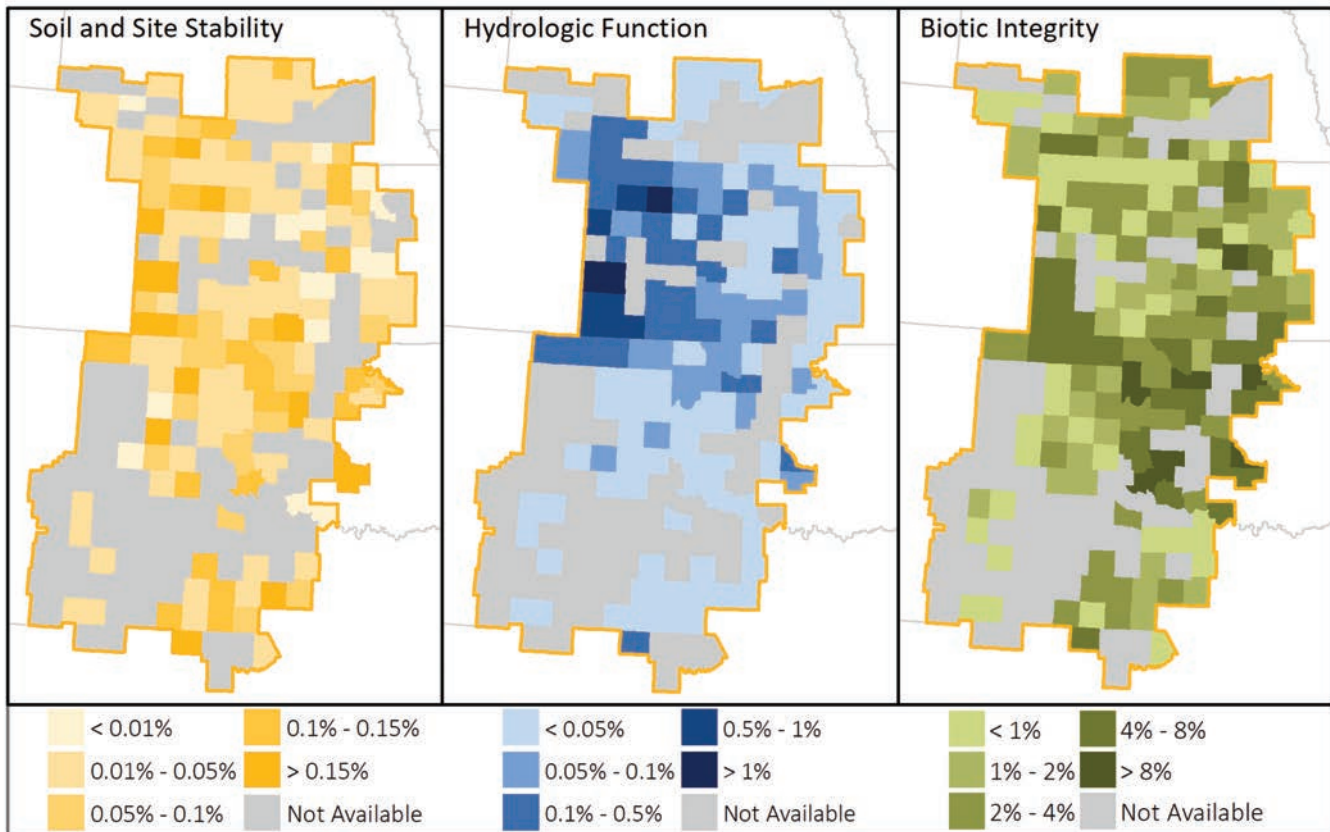 Soil and Site Stability
Hydrologic Function
Biotic Integrity
< 0.01%
0.01% - 0.05%
0.05% - 0.1%
0.1% - 0.15%
> 0.15%
Not Available
< 0.05%
0.05% - 0.1%
0.1% - 0.5%
0.5% - 1%
> 1%
Not Available
< 1%
1% - 2%
2% - 4%
4% - 8%
> 8%
Not Available